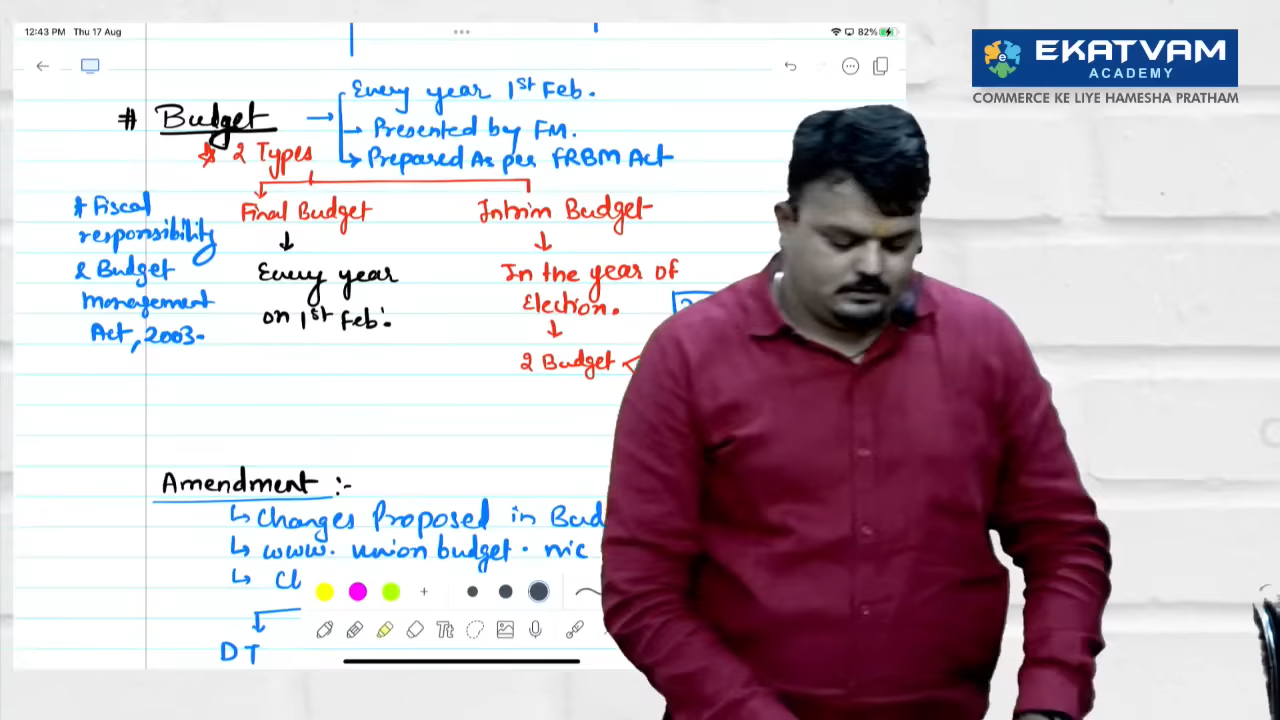 12:43 PM Thu 17 Aug
82%
EKATVAM
ACADEMY
COMMERCE KE LIYE HAMESHA PRATHAM
# Budget
Every year 1st Feb.
Presented by FM.
Prepared As per FRBM Act
2 Types
# Fiscal
responsibility
& Budget
Management
Act, 2003.
Final Budget
Every year
on 1st Feb.
Intrim Budget
In the year of
Election.
2 Budget
Amendment :-
Changes Proposed in Bud
www. union budget. nic
DT
Tt